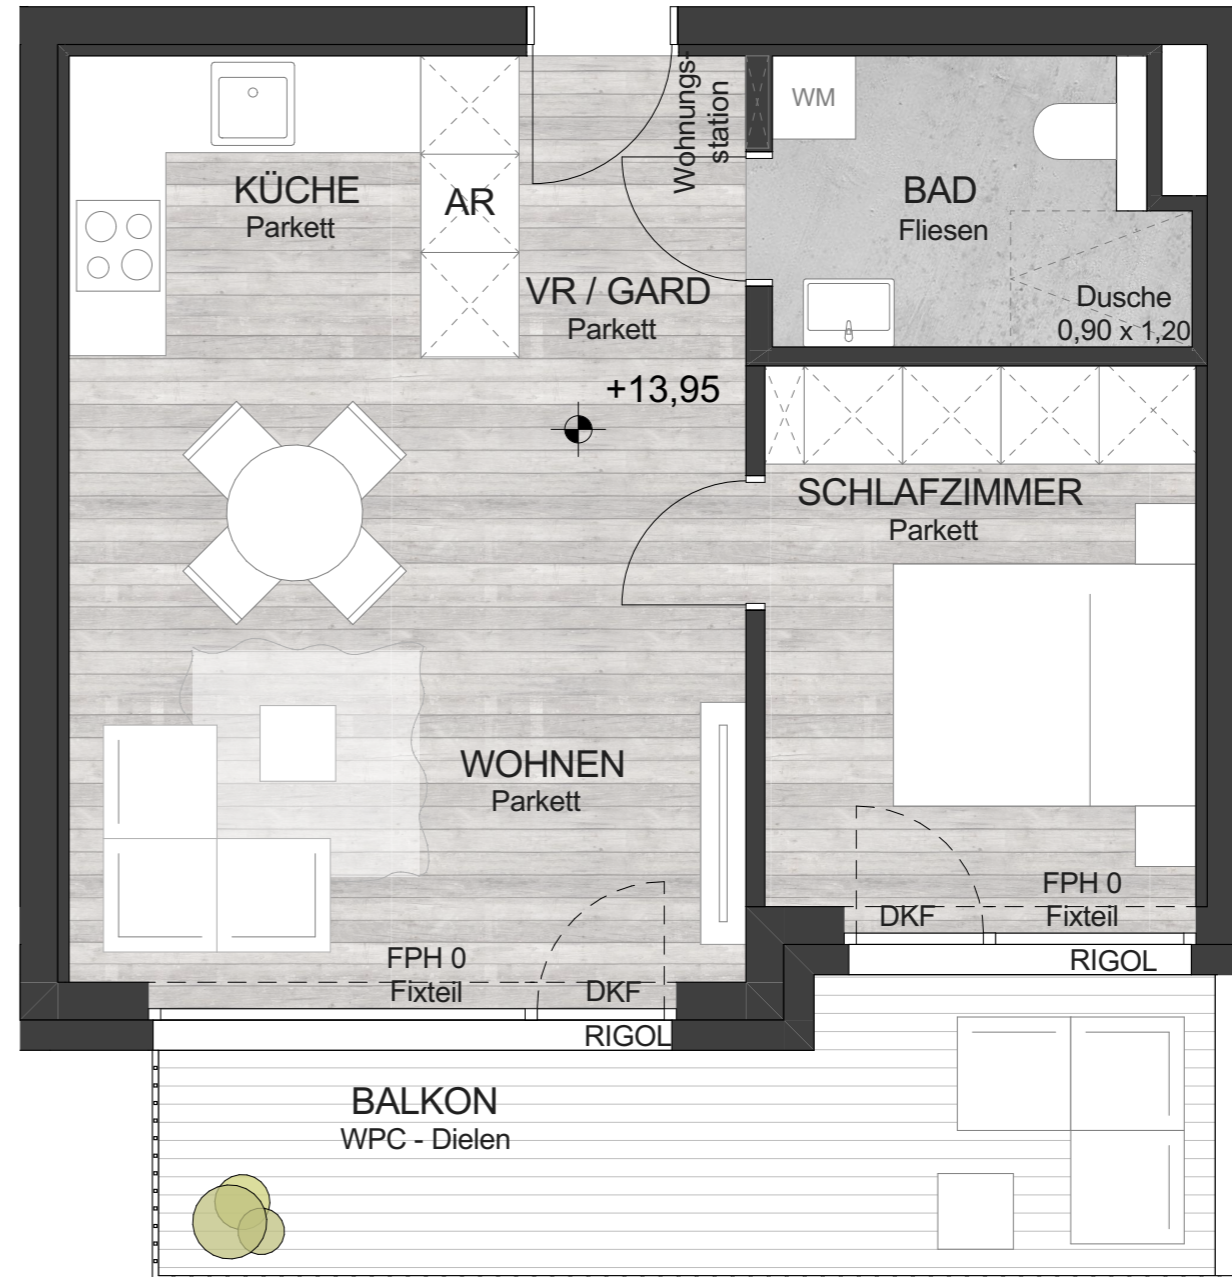 Wohnungs-
station
WM
KÜCHE
Parkett
AR
BAD
Fliesen
VR / GARD
Parkett
Dusche
0,90 x 1,20
+13,95
SCHLAFZIMMER
Parkett
WOHNEN
Parkett
FPH 0
Fixteil
DKF
RIGOL
FPH 0
Fixteil
DKF
RIGOL
BALKON
WPC - Dielen